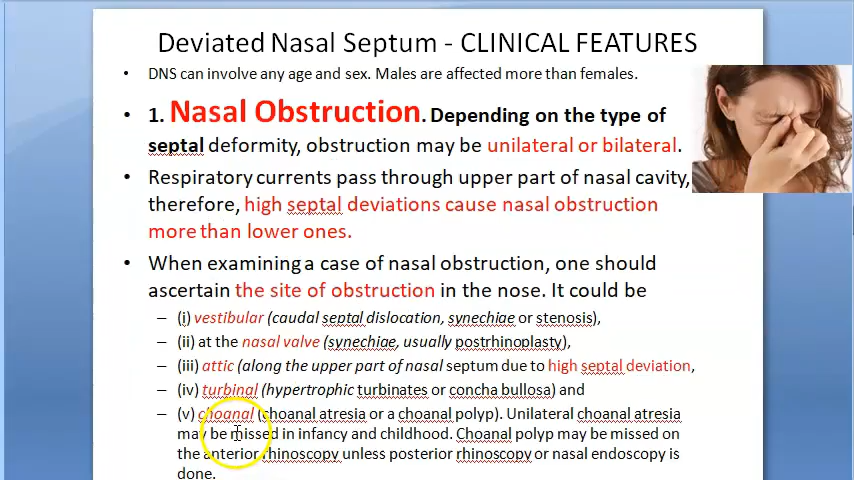 Deviated Nasal Septum - CLINICAL FEATURES
• DNS can involve any age and sex. Males are affected more than females.
• 1. Nasal Obstruction. Depending on the type of
septal deformity, obstruction may be unilateral or bilateral.
• Respiratory currents pass through upper part of nasal cavity,
therefore, high septal deviations cause nasal obstruction
more than lower ones.
• When examining a case of nasal obstruction, one should
ascertain the site of obstruction in the nose. It could be
– (i) vestibular (caudal septal dislocation, synechiae or stenosis),
– (ii) at the nasal valve (synechiae, usually postrhinoplasty),
– (iii) attic (along the upper part of nasal septum due to high septal deviation,
– (iv) turbinal (hypertrophic turbinates or concha bullosa) and
– (v) choanal (choanal atresia or a choanal polyp). Unilateral choanal atresia
may be missed in infancy and childhood. Choanal polyp may be missed on
the anterior rhinoscopy unless posterior rhinoscopy or nasal endoscopy is
done.